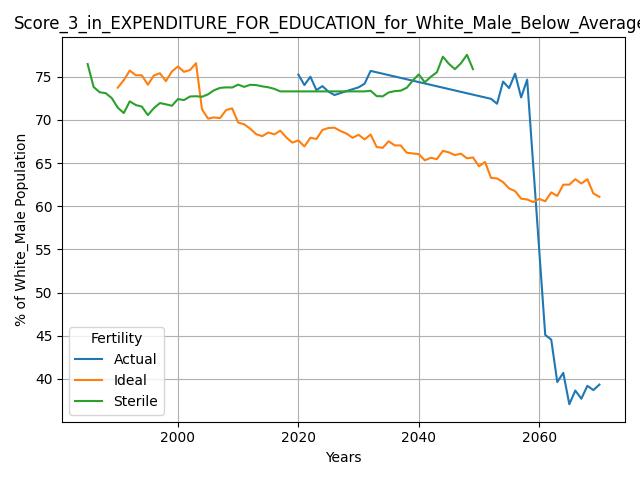 Score_3_in_EXPENDITURE_FOR_EDUCATION_for_White_Male_Below_Average
% of White_Male Population
75
70
65
60
55
50
45
40
Fertility
Actual
Ideal
Sterile
2000 2020 2040 2060
Years